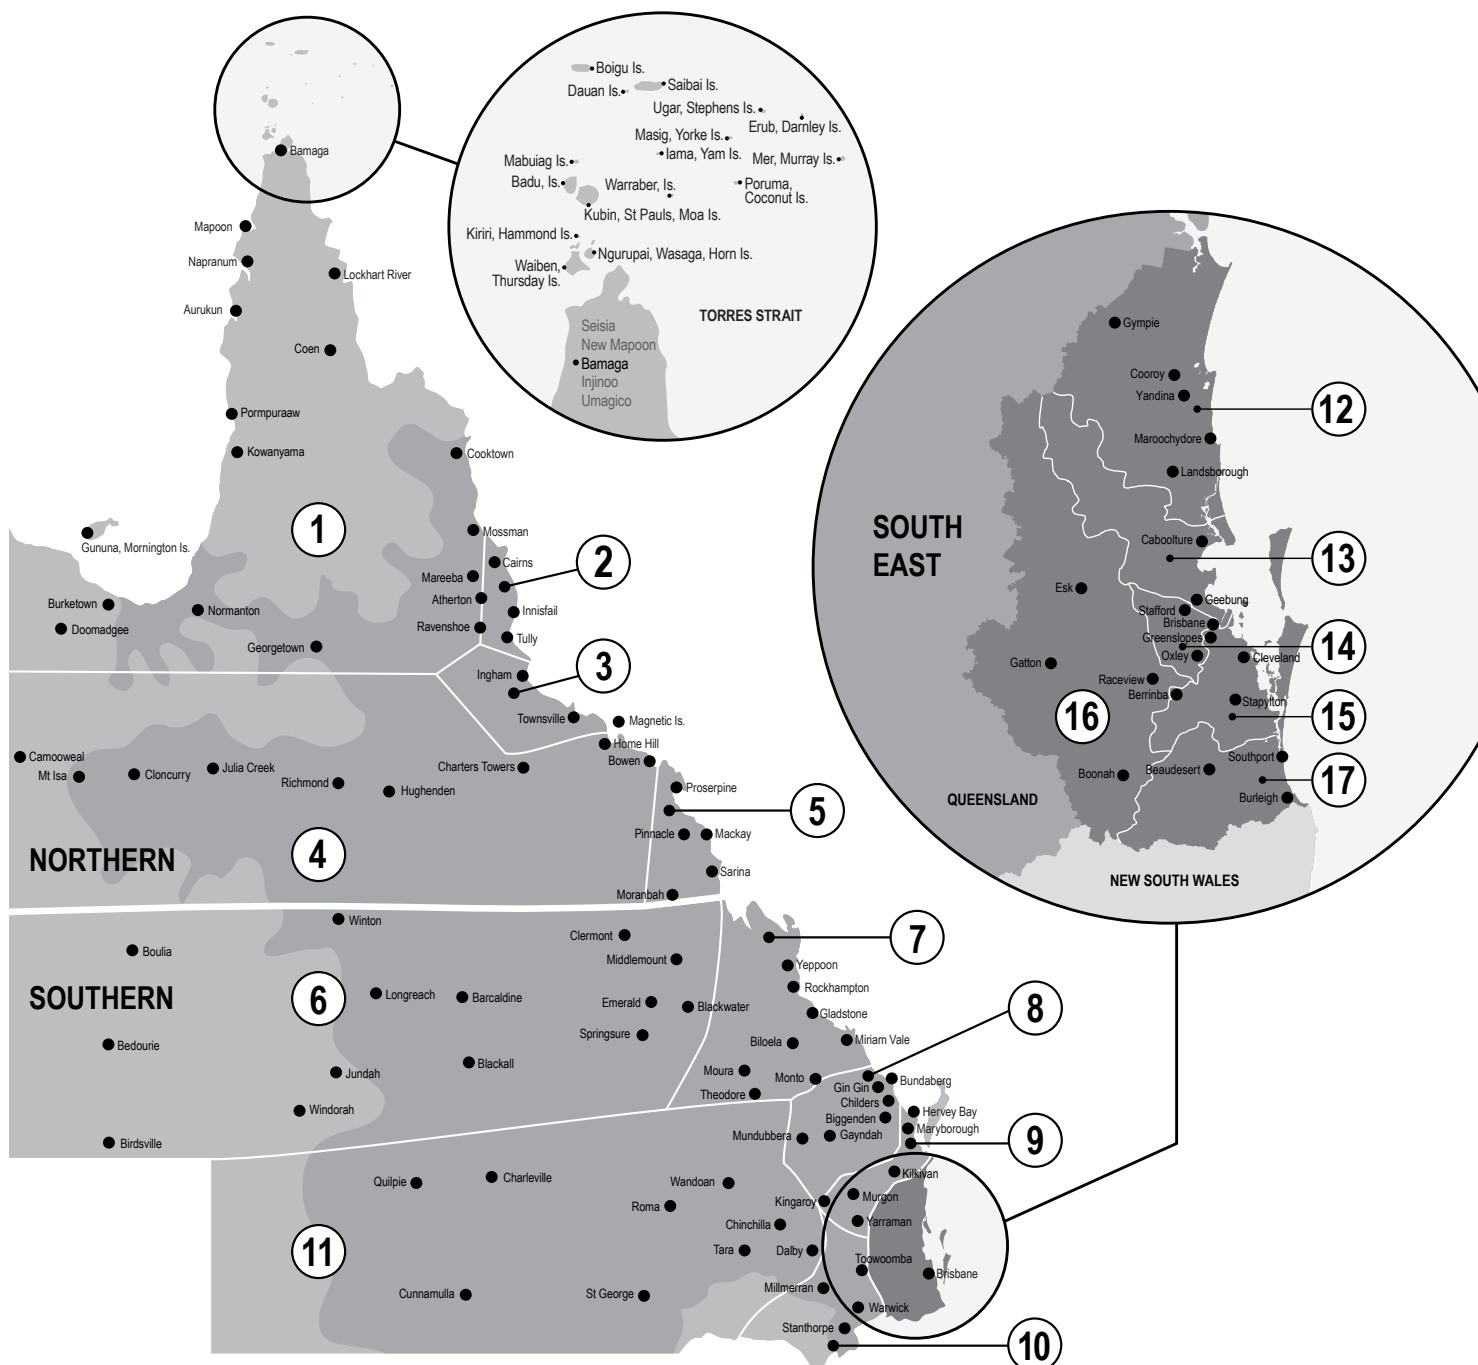 Boigu Is.
Dauan Is.
Saibai Is.
Ugar, Stephens Is.
Erub, Darnley Is.
Masig, Yorke Is.
Iama, Yam Is.
Mer, Murray Is.
Mabuiag Is.
Badu, Is.
Warraber, Is.
Poruma,
Coconut Is.
Kubin, St Pauls, Moa Is.
Kiriri, Hammond Is.
Ngurupai, Wasaga, Horn Is.
Waiben,
Thursday Is.
TORRES STRAIT
Seisia
New Mapoon
Bamaga
Injinoo
Umagico
Bamaga
Mapoon
Napranum
Lockhart River
Aurukun
Coen
Pormpuraaw
Kowanyama
Cooktown
1
Gununa, Mornington Is.
Mossman
Cairns
2
Mareeba
Atherton
Innisfail
Burketown
Normanton
Doomadgee
Ravenshoe
Tully
Georgetown
Ingham
3
Townsville
Magnetic Is.
Home Hill
Bowen
Camooweal
Mt Isa
Cloncurry
Julia Creek
Richmond
Hughenden
Charters Towers
Proserpine
5
Pinnacle
Mackay
NORTHERN
4
Sarina
Moranbah
Winton
Clermont
7
Boulia
Middlemount
Yeppoon
SOUTHERN
6
Longreach
Barcaldine
Emerald
Blackwater
Rockhampton
8
Gladstone
Springsure
Bedourie
Biloela
Miriam Vale
Blackall
Jundah
Moura
Monto
Gin Gin
Bundaberg
Theodore
Childers
Windorah
Biggenden
Hervey Bay
Maryborough
Birdsville
Mundubbera
Gayndah
9
Quilpie
Charleville
Wandoan
Kilkivan
Roma
Kingaroy
Murgon
Chinchilla
Yarraman
11
Tara
Dalby
Toowoomba
Brisbane
Cunnamulla
St George
Millmerran
Warwick
Stanthorpe
10
Gympie
Cooroy
Yandina
12
Maroochydore
Landsborough
SOUTH
EAST
Caboolture
13
Esk
Geebung
Stafford
Brisbane
Greenslopes
14
Oxley
Cleveland
Gatton
Raceview
Berrinba
Stapylton
16
15
Southport
Boonah
Beaudesert
17
QUEENSLAND
Burleigh
NEW SOUTH WALES